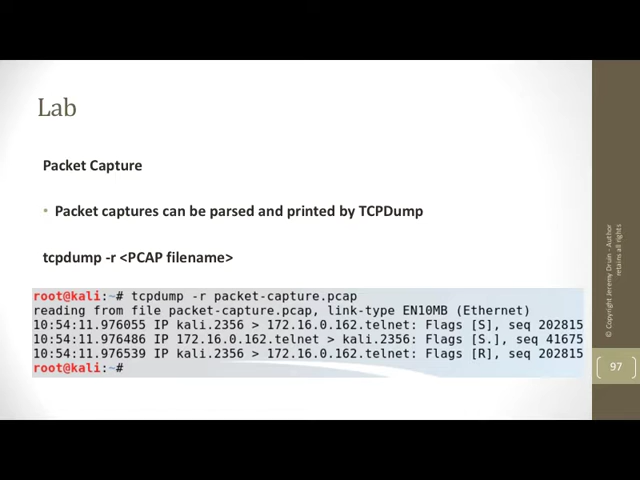 Lab
Packet Capture
• Packet captures can be parsed and printed by TCPDump
tcpdump -r <PCAP filename>
root@kali:~# tcpdump -r packet-capture.pcap
reading from file packet-capture.pcap, link-type EN10MB (Ethernet)
10:54:11.976055 IP kali.2356 > 172.16.0.162.telnet: Flags [S], seq 202815
10:54:11.976486 IP 172.16.0.162.telnet > kali.2356: Flags [S.], seq 41675
10:54:11.976539 IP kali.2356 > 172.16.0.162.telnet: Flags [R], seq 202815
root@kali:~#
© Copyright Jeremy Druin - Author
retains all rights
97